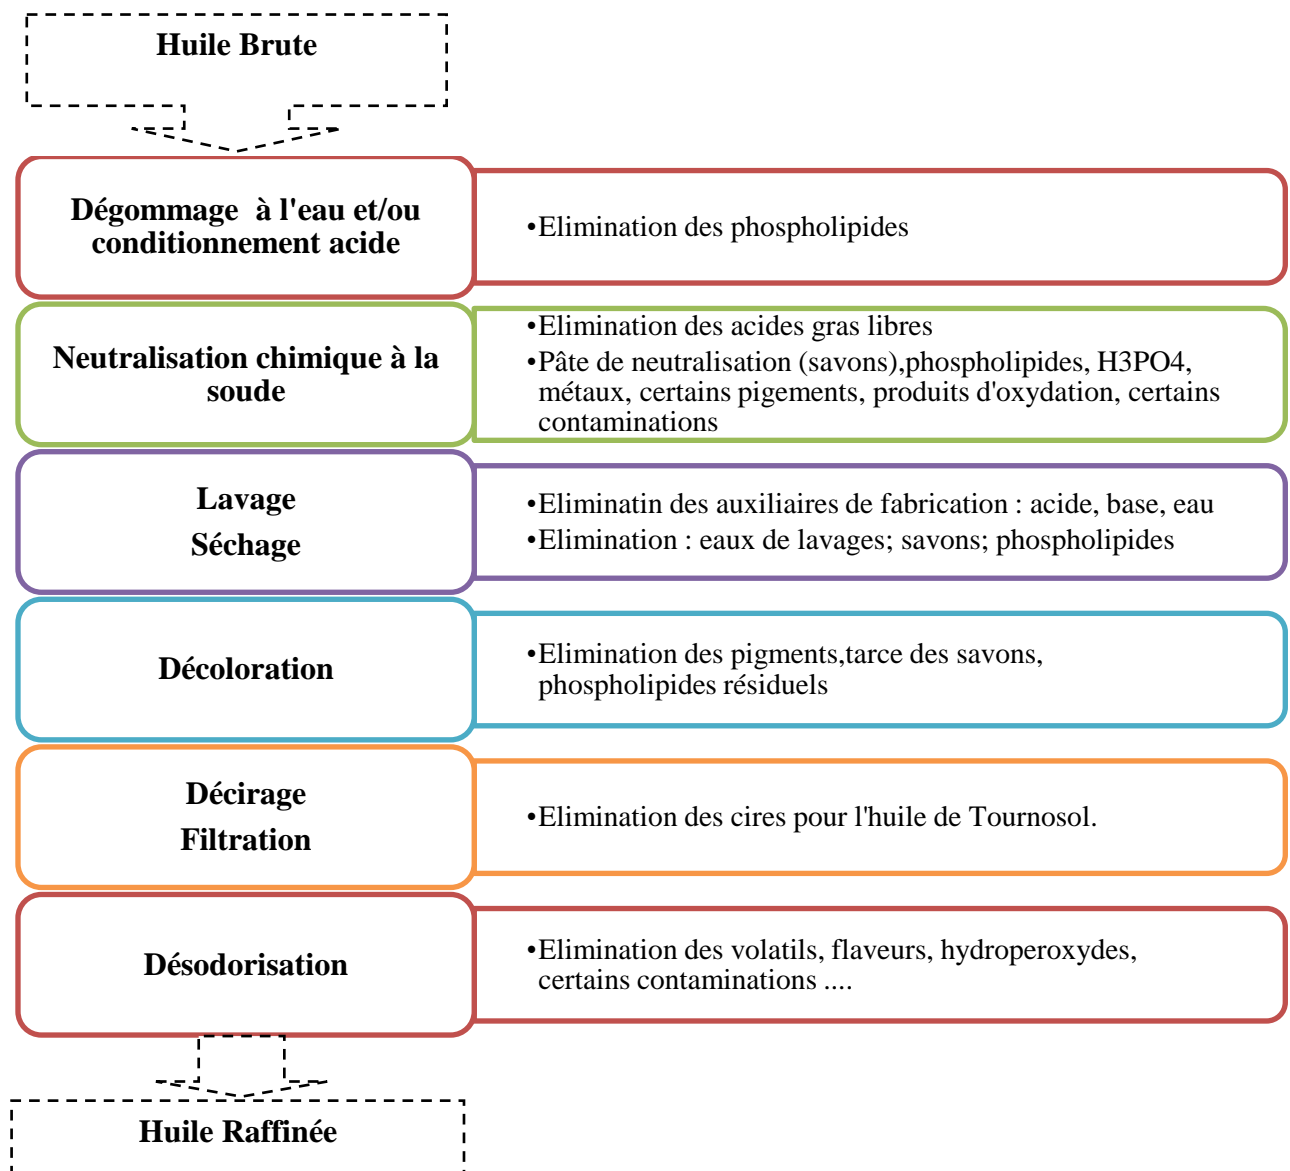 Huile Brute
Dégommage à l'eau et/ou
conditionnement acide
•Elimination des phospholipides
Neutralisation chimique à la
soude
•Elimination des acides gras libres
•Pâte de neutralisation (savons),phospholipides, H3PO4,
métaux, certains pigements, produits d'oxydation, certains
contaminations
Lavage
Séchage
•Eliminatin des auxiliaires de fabrication : acide, base, eau
•Elimination : eaux de lavages; savons; phospholipides
Décoloration
•Elimination des pigments,tarce des savons,
phospholipides résiduels
Décirage
Filtration
•Elimination des cires pour l'huile de Tournosol.
Désodorisation
•Elimination des volatils, flaveurs, hydroperoxydes,
certains contaminations ....
Huile Raffinée